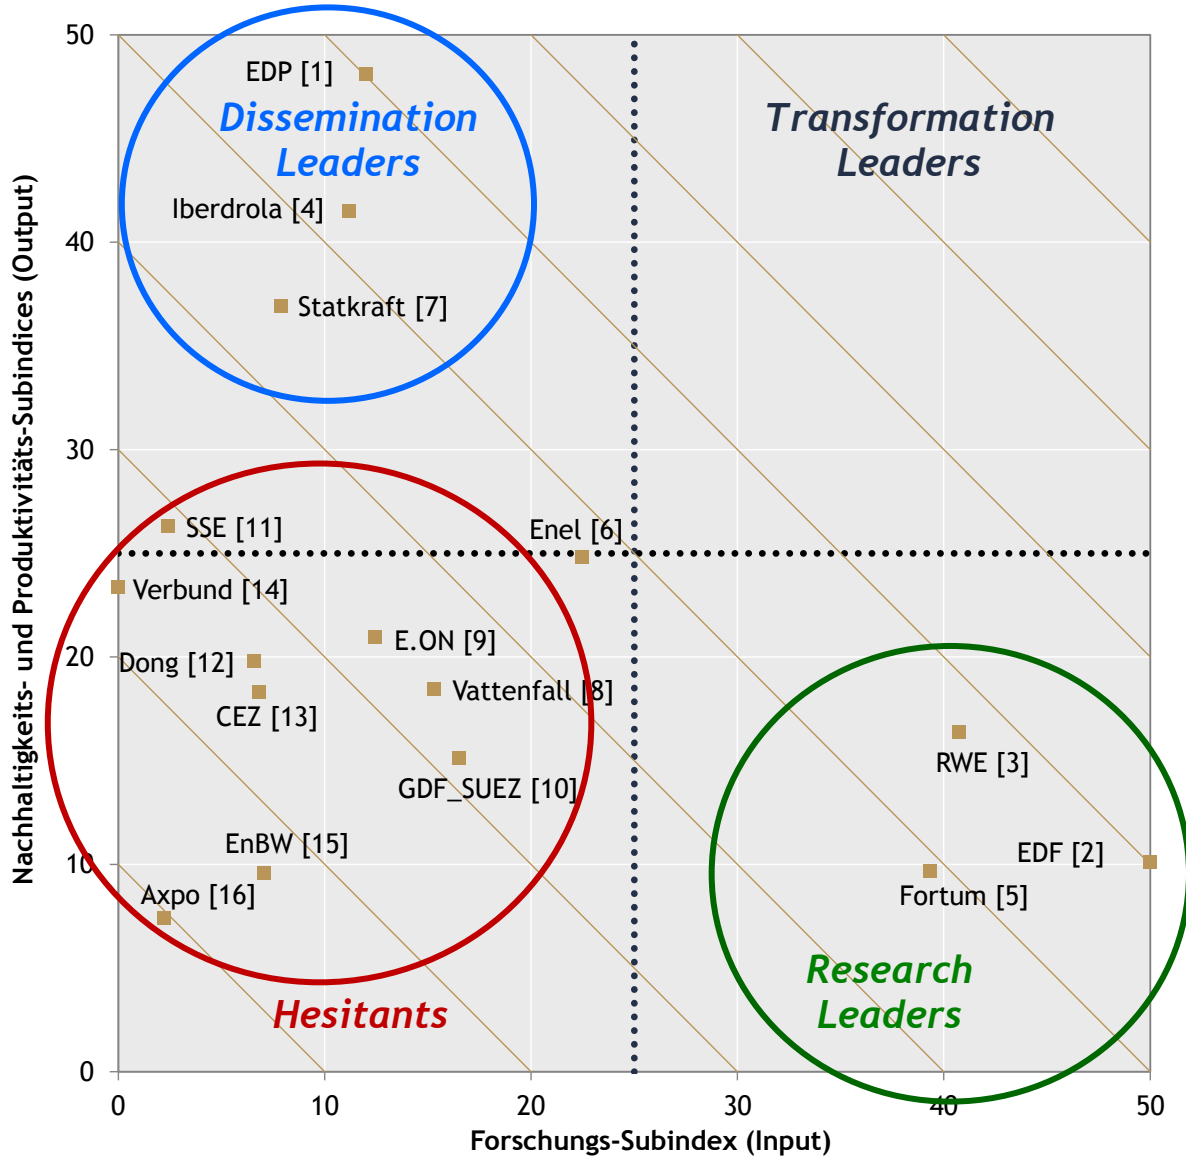 50
EDP [1]
Dissemination
Leaders
Transformation
Leaders
Iberdrola [4]
40
Statkraft [7]
30
SSE [11]
Enel [6]
Verbund [14]
E.ON [9]
Dong [12]
20
Vattenfall [8]
CEZ [13]
RWE [3]
GDF_SUEZ [10]
EnBW [15]
EDF [2]
10
Axpo [16]
Fortum [5]
Research
Leaders
Hesitants
0
0
10
20
30
40
50
Forschungs-Subindex (Input)
Nachhaltigkeits- und Produktivitäts-Subindices (Output)